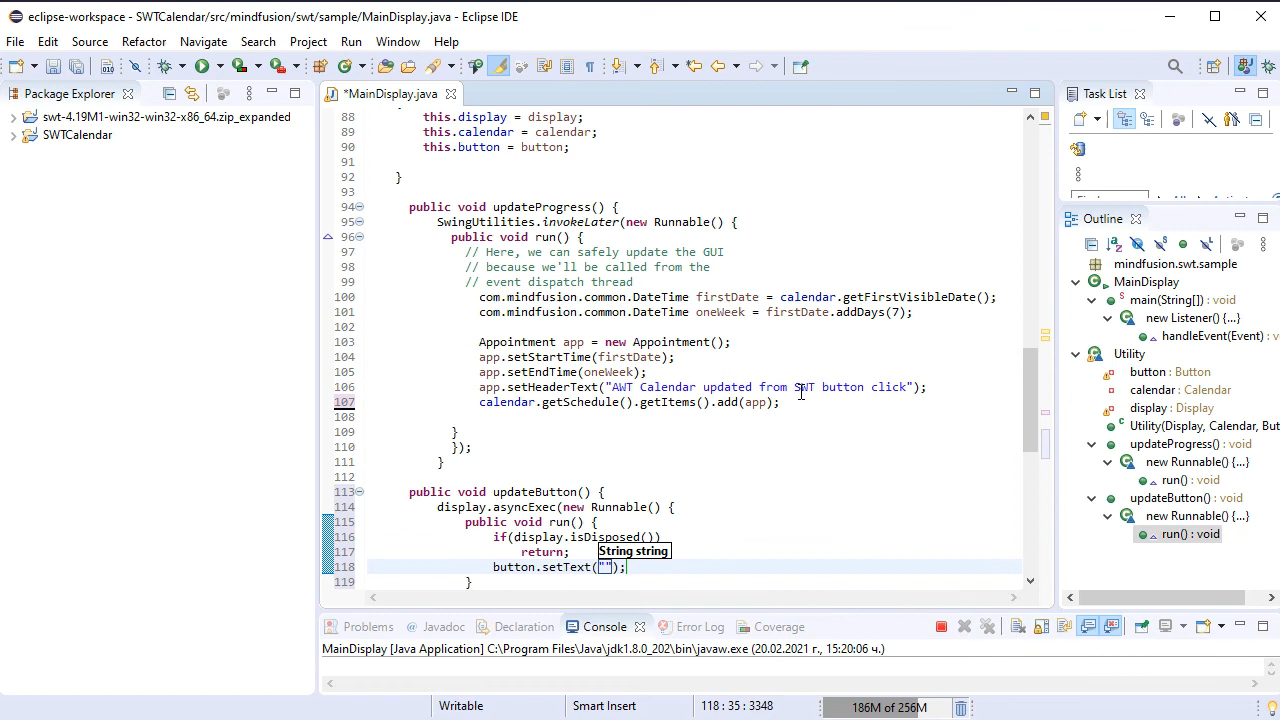 eclipse-workspace - SWTCalendar/src/mindfusion/swt/sample/MainDisplay.java - Eclipse IDE
File Edit Source Refactor Navigate Search Project Run Window Help
Package Explorer
*MainDisplay.java
Task List
swt-4.19M1-win32-win32-x86_64.zip_expanded
SWTCalendar
88 this.display = display;
89 this.calendar = calendar;
90 this.button = button;
91
92 }
93
94 public void updateProgress() {
95 SwingUtilities.invokeLater(new Runnable() {
96 public void run() {
97 // Here, we can safely update the GUI
98 // because we'll be called from the
99 // event dispatch thread
100 com.mindfusion.common.DateTime firstDate = calendar.getFirstVisibleDate();
101 com.mindfusion.common.DateTime oneWeek = firstDate.addDays(7);
102
103 Appointment app = new Appointment();
104 app.setStartTime(firstDate);
105 app.setEndTime(oneWeek);
106 app.setHeaderText("AWT Calendar updated from SWT button click");
107 calendar.getSchedule().getItems().add(app);
108
109 }
110 });
111 }
112
113 public void updateButton() {
114 display.asyncExec(new Runnable() {
115 public void run() {
116 if(display.isDisposed())
117 return;
String string
118 button.setText("");
119 }
Outline
mindfusion.swt.sample
MainDisplay
main(String[]) : void
new Listener() {...}
handleEvent(Event) : void
Utility
button : Button
calendar : Calendar
display : Display
Utility(Display, Calendar, Bu
updateProgress() : void
new Runnable() {...}
run() : void
updateButton() : void
new Runnable() {...}
run() : void
Problems Javadoc Declaration Console Error Log Coverage
MainDisplay [Java Application] C:\Program Files\Java\jdk1.8.0_202\bin\javaw.exe (20.02.2021 г., 15:20:06 ч.)
Writable Smart Insert 118 : 35 : 3348 186M of 256M